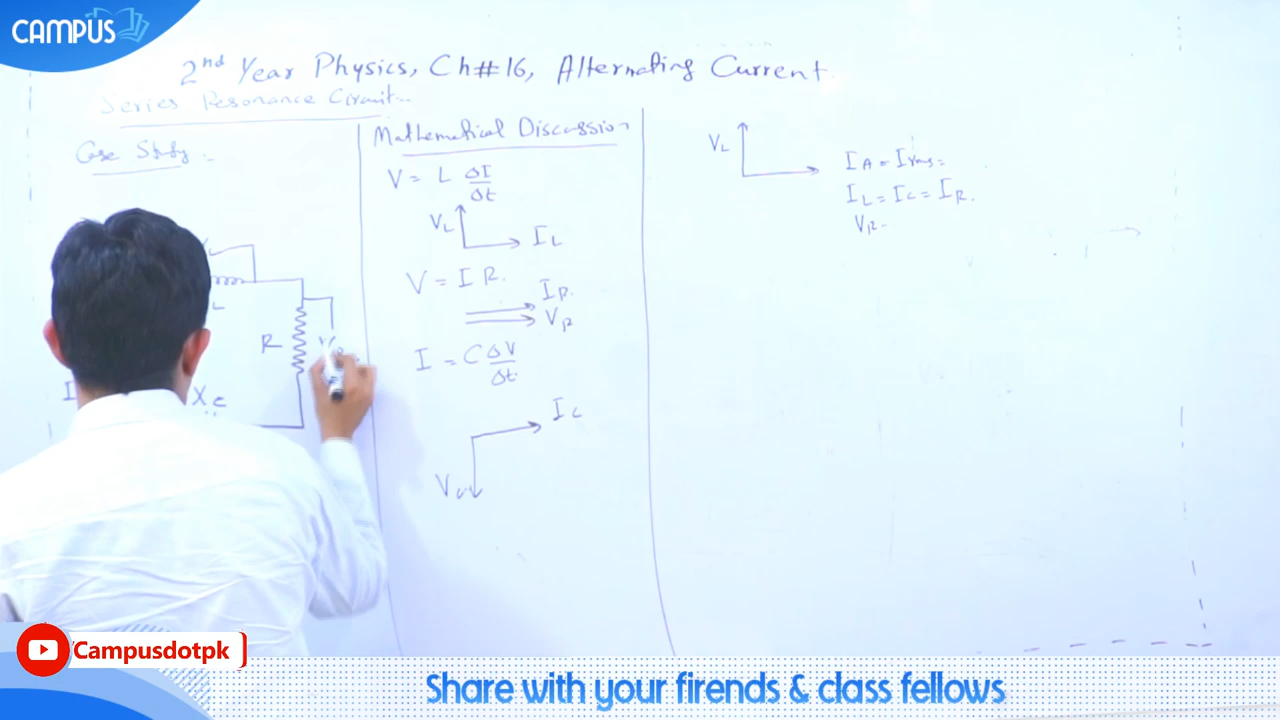 CAMPUS
2nd Year Physics, Ch#16, Alternating Current
Series Resonance Circuit..
Case Study.
L
R
I
Xc
Mathematical Discussion
V = L ΔI/Δt
VL
IL
V = I R.
IR
VR
I = C ΔV/Δt
IC
VC
VL
IA = Irms =
IL = IC = IR.
VR -
/Campusdotpk
Share with your firends & class fellows